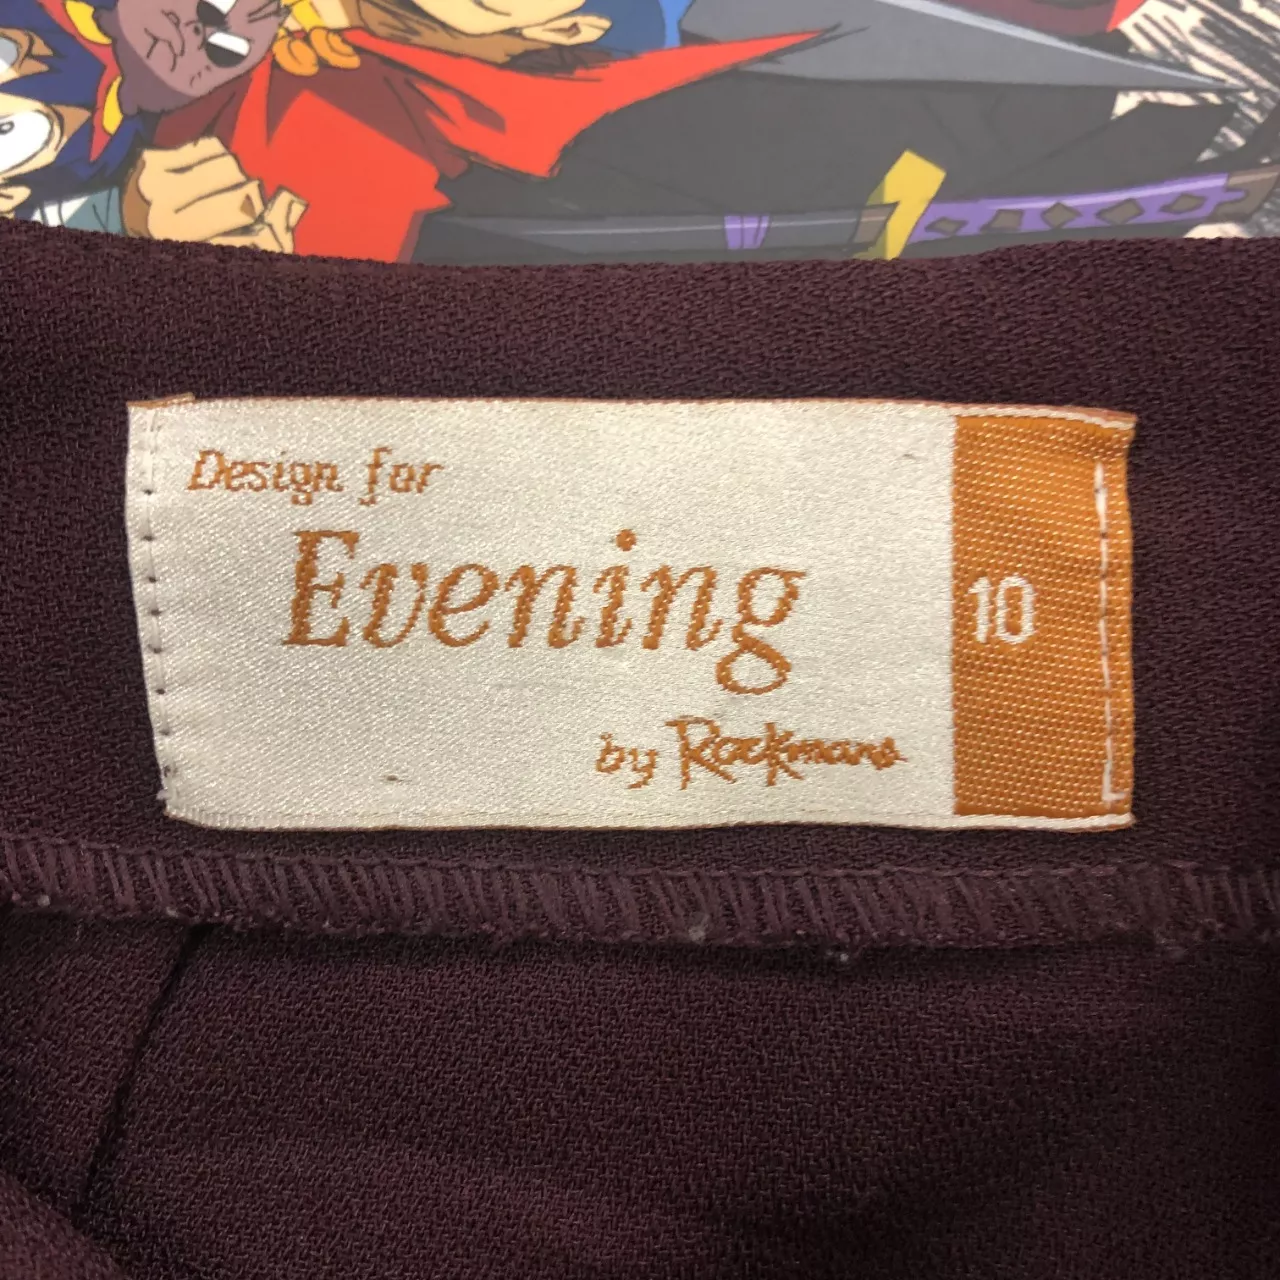 Design for
Evening
10
by Rockmans